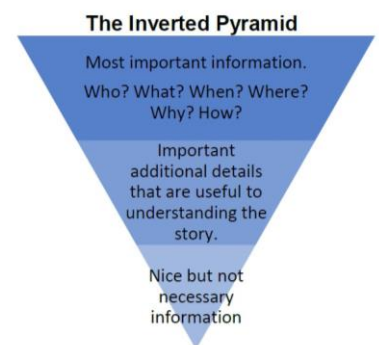 The Inverted Pyramid
Most important information.
Who? What? When? Where?
Why? How?
Important
additional details
that are useful to
understanding the
story.
Nice but not
necessary
information